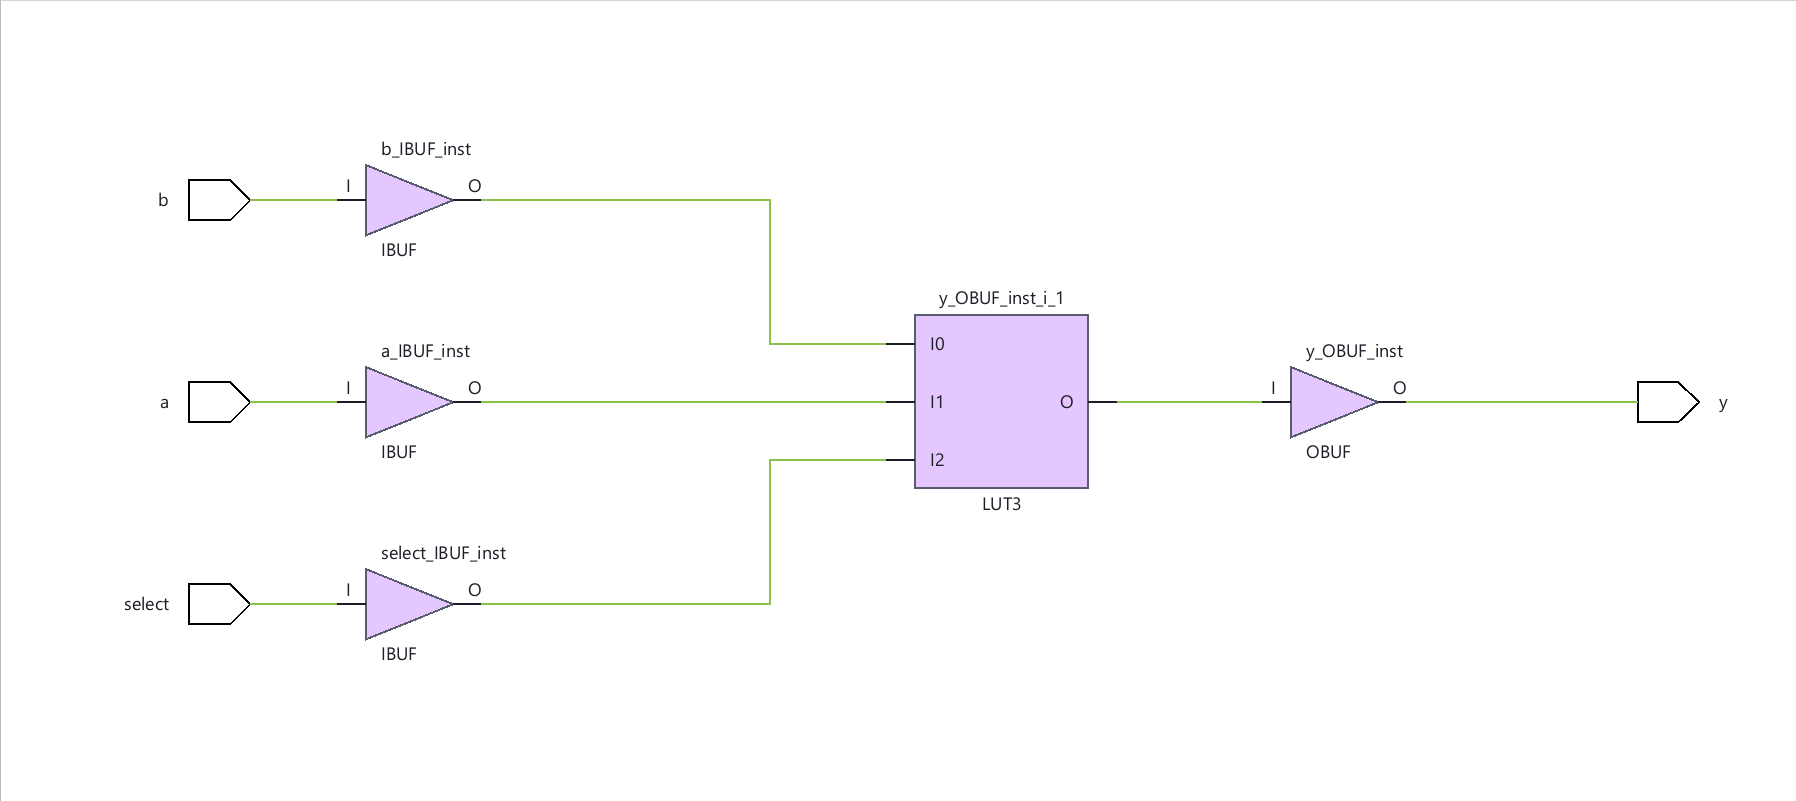 b_IBUF_inst
I
O
b
IBUF
y_OBUF_inst_i_1
a_IBUF_inst
I0
y_OBUF_inst
I
O
I
O
a
I1
O
y
IBUF
OBUF
I2
LUT3
select_IBUF_inst
I
O
select
IBUF